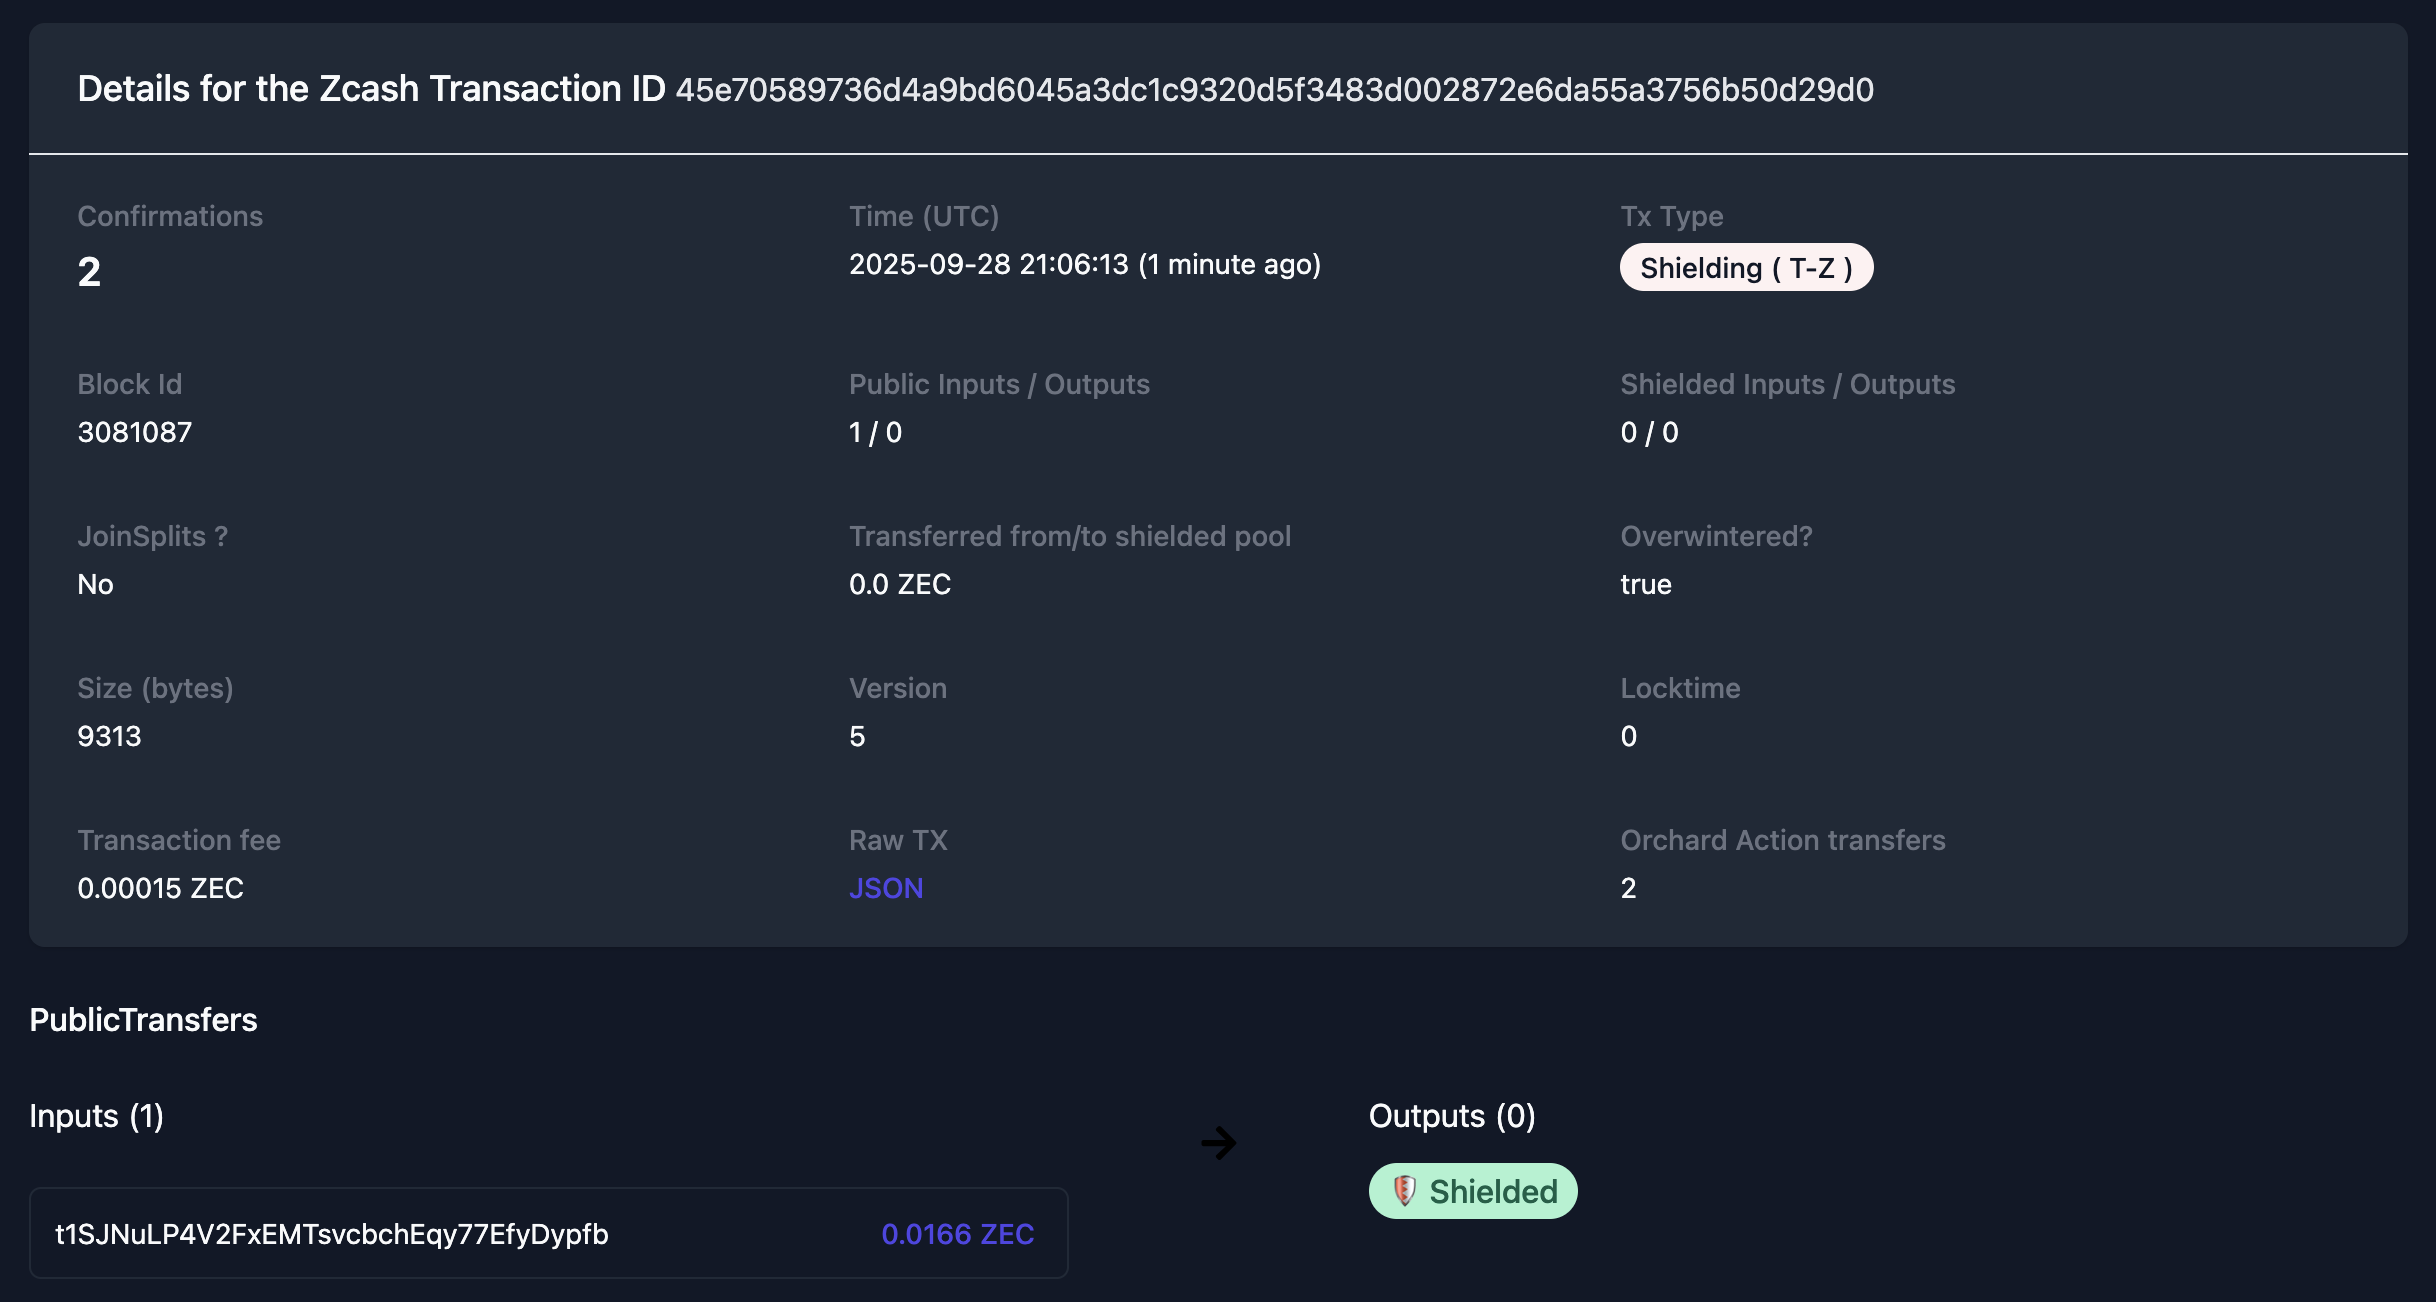 Details for the Zcash Transaction ID 45e70589736d4a9bd6045a3dc1c9320d5f3483d002872e6da55a3756b50d29d0
Confirmations
2
Time (UTC)
2025-09-28 21:06:13 (1 minute ago)
Tx Type
Shielding ( T-Z )
Block Id
3081087
Public Inputs / Outputs
1 / 0
Shielded Inputs / Outputs
0 / 0
JoinSplits ?
No
Transferred from/to shielded pool
0.0 ZEC
Overwintered?
true
Size (bytes)
9313
Version
5
Locktime
0
Transaction fee
0.00015 ZEC
Raw TX
JSON
Orchard Action transfers
2
PublicTransfers
Inputs (1)
t1SJNuLP4V2FxEMTsvcbchEqy77EfyDypfb
0.0166 ZEC
Outputs (0)
Shielded